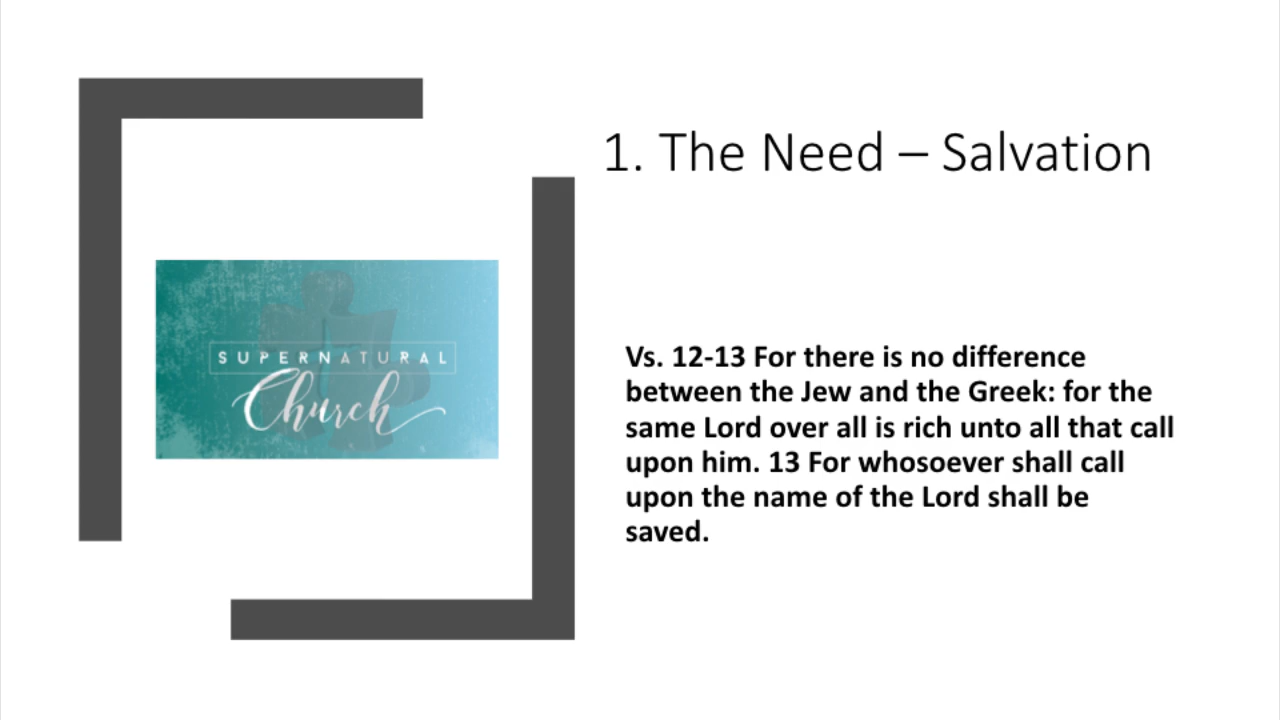 1. The Need – Salvation
SUPERNATURAL
Church
Vs. 12-13 For there is no difference
between the Jew and the Greek: for the
same Lord over all is rich unto all that call
upon him. 13 For whosoever shall call
upon the name of the Lord shall be
saved.